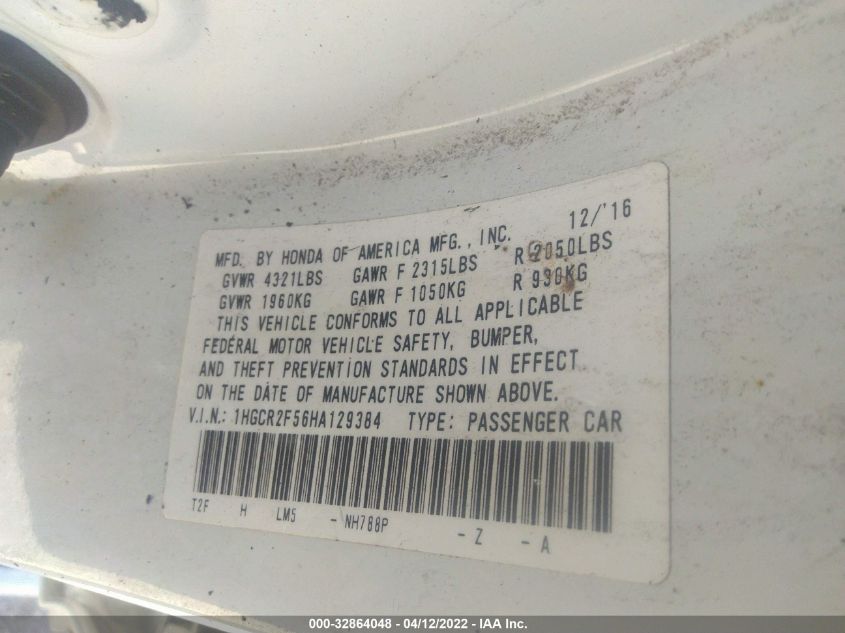 MFD. BY HONDA OF AMERICA MFG., INC. 12/'16
GVWR 4321LBS GAWR F 2315LBS R 2050LBS
GVWR 1960KG GAWR F 1050KG R 930KG
THIS VEHICLE CONFORMS TO ALL APPLICABLE
FEDERAL MOTOR VEHICLE SAFETY, BUMPER,
AND THEFT PREVENTION STANDARDS IN EFFECT
ON THE DATE OF MANUFACTURE SHOWN ABOVE.
V.I.N.: 1HGCR2F56HA129384 TYPE: PASSENGER CAR
T2F H LM5 - NH788P - Z - A
000-32864048 - 04/12/2022 - IAA Inc.